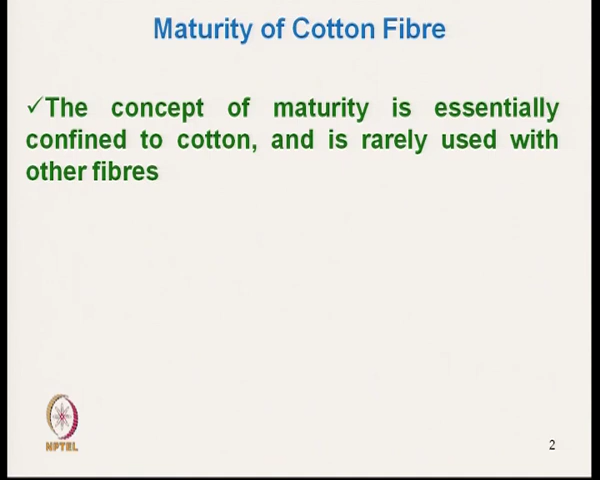 Maturity of Cotton Fibre
✓The concept of maturity is essentially
confined to cotton, and is rarely used with
other fibres
NPTEL
2